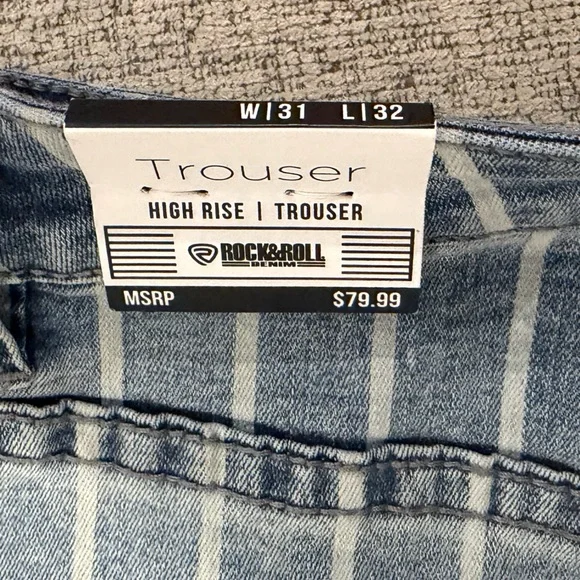 W|31 L|32
Trouser
HIGH RISE | TROUSER
ROCK&ROLL
DENIM
MSRP $79.99